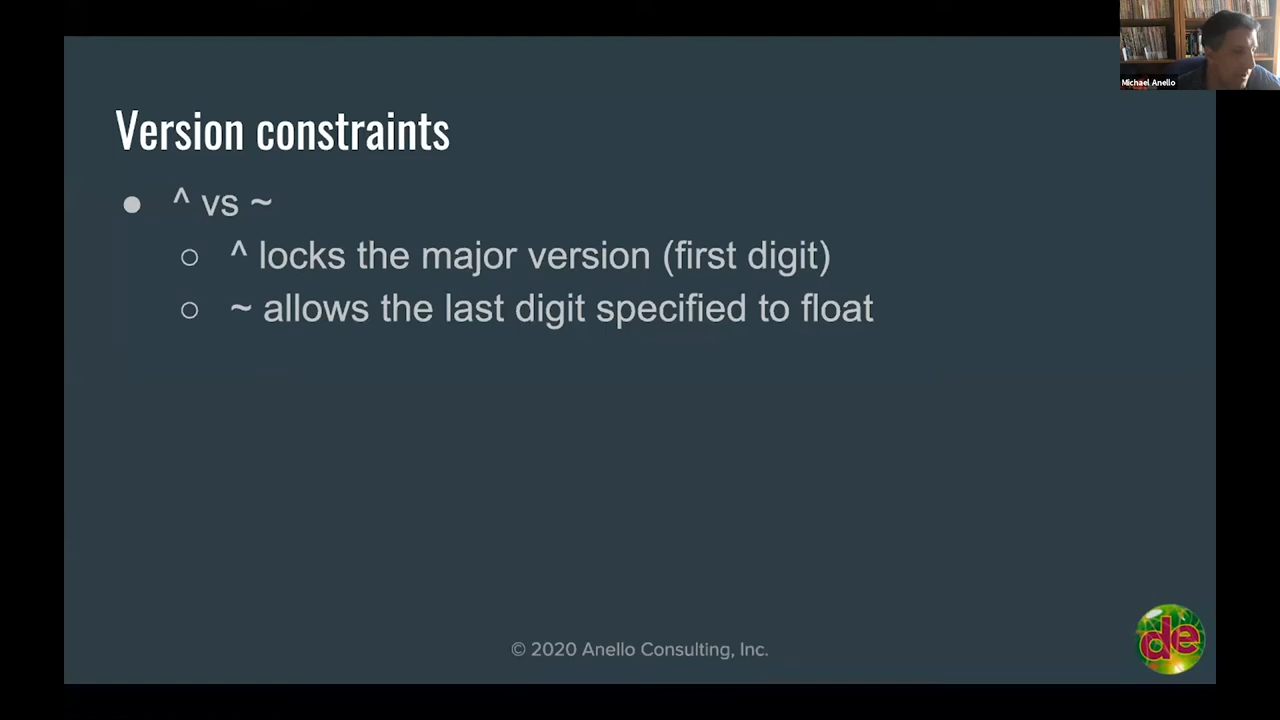 Michael Anello
Version constraints
● ^ vs ~
○ ^ locks the major version (first digit)
○ ~ allows the last digit specified to float
© 2020 Anello Consulting, Inc.
de